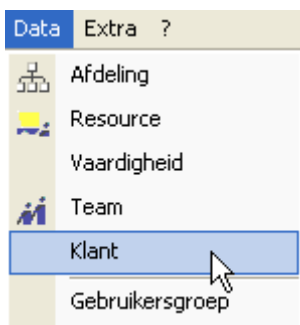 Data Extra ?
Afdeling
Resource
Vaardigheid
Team
Klant
Gebruikersgroep